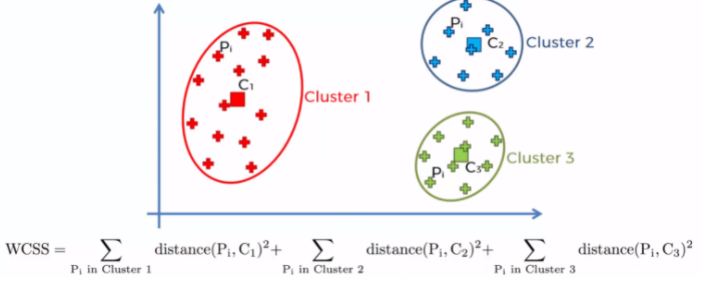 Pi
C1
Cluster 1
Pi
C2
Cluster 2
Pi
C3
Cluster 3
WCSS = ∑ distance(Pi, C1)²+ ∑ distance(Pi, C2)²+ ∑ distance(Pi, C3)²
Pi in Cluster 1 Pi in Cluster 2 Pi in Cluster 3